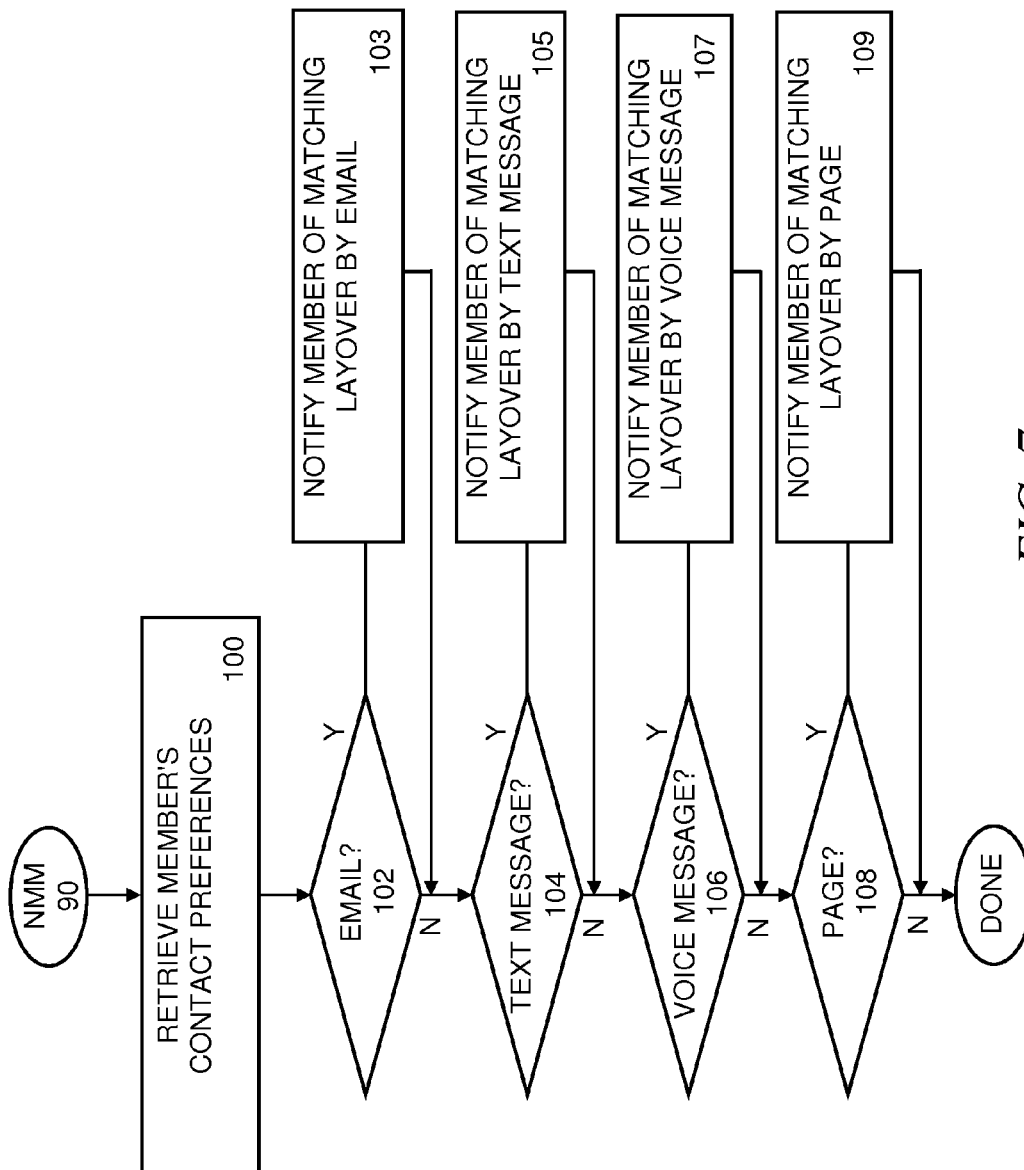 NMM
90
RETRIEVE MEMBER'S
CONTACT PREFERENCES
100
EMAIL?
102
Y
N
NOTIFY MEMBER OF MATCHING
LAYOVER BY EMAIL
103
TEXT MESSAGE?
104
Y
N
NOTIFY MEMBER OF MATCHING
LAYOVER BY TEXT MESSAGE
105
VOICE MESSAGE?
106
Y
N
NOTIFY MEMBER OF MATCHING
LAYOVER BY VOICE MESSAGE
107
PAGE?
108
Y
N
NOTIFY MEMBER OF MATCHING
LAYOVER BY PAGE
109
DONE